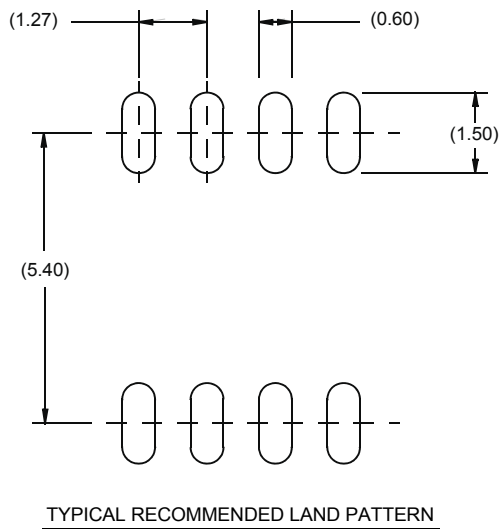 (1.27)
(0.60)
(1.50)
(5.40)
TYPICAL RECOMMENDED LAND PATTERN